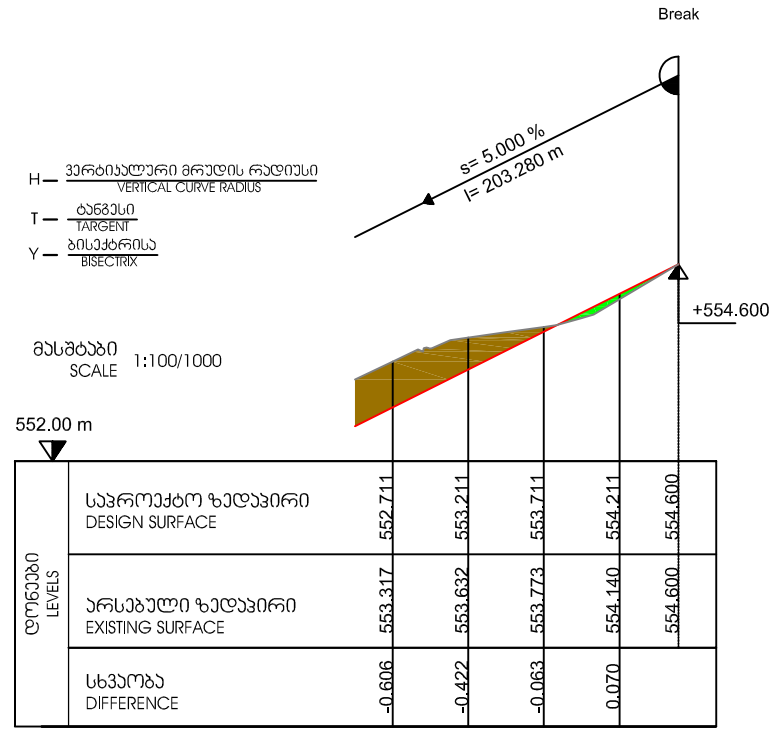 Break
s= 5.000 %
l= 203.280 m
H
ვერტიკალური მრუდის რადიუსი
VERTICAL CURVE RADIUS
T
ტანგესი
TARGENT
Y
ბისექტრისა
BISECTRIX
+554.600
მასშტაბი
SCALE
1:100/1000
552.00 m
დონეები
LEVELS
საპროექტო ზედაპირი
DESIGN SURFACE
552.711
553.211
553.711
554.211
554.600
არსებული ზედაპირი
EXISTING SURFACE
553.317
553.632
553.773
554.140
554.600
სხვაობა
DIFFERENCE
-0.606
-0.422
-0.063
0.070